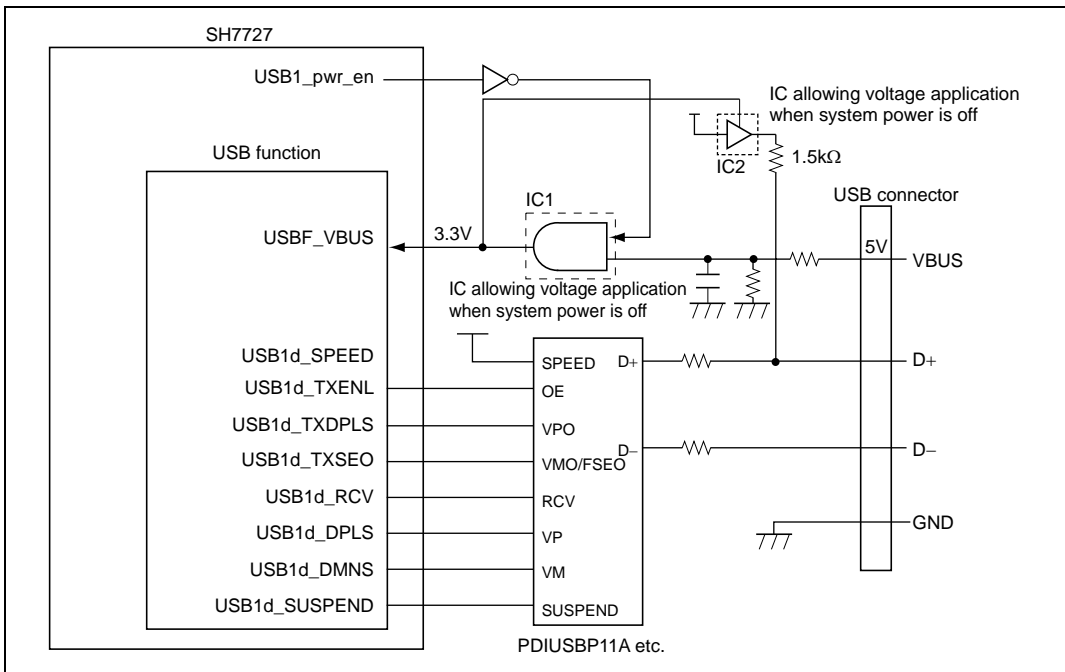 SH7727
USB1_pwr_en
IC allowing voltage application
when system power is off
IC2
1.5kΩ
USB function
USB connector
IC1
USBF_VBUS
3.3V
5V
VBUS
IC allowing voltage application
when system power is off
USB1d_SPEED
SPEED
D+
D+
USB1d_TXENL
OE
USB1d_TXDPLS
VPO
D−
D−
USB1d_TXSEO
VMO/FSEO
USB1d_RCV
RCV
GND
USB1d_DPLS
VP
USB1d_DMNS
VM
USB1d_SUSPEND
SUSPEND
PDIUSBP11A etc.